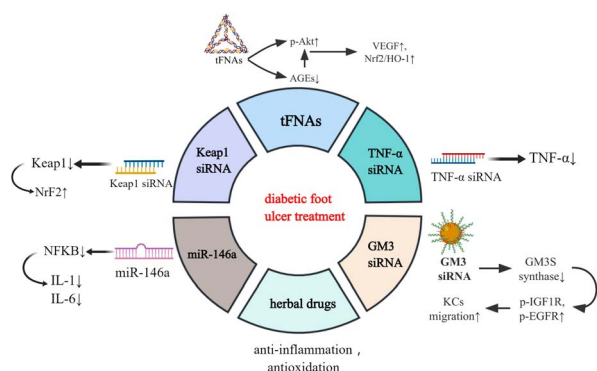 tFNAs
p-Akt↑
AGEs↓
VEGF↑,
Nrf2/HO-1↑
tFNAs
Keap1
siRNA
TNF-α
siRNA
Keap1↓
NrF2↑
Keap1 siRNA
TNF-α siRNA
TNF-α↓
diabetic foot
ulcer treatment
miR-146a
GM3
siRNA
herbal drugs
NFKB↓
IL-1↓
IL-6↓
miR-146a
GM3
siRNA
GM3S
synthase↓
p-IGF1R,
p-EGFR↑
KCs
migration↑
anti-inflammation ,
antioxidation